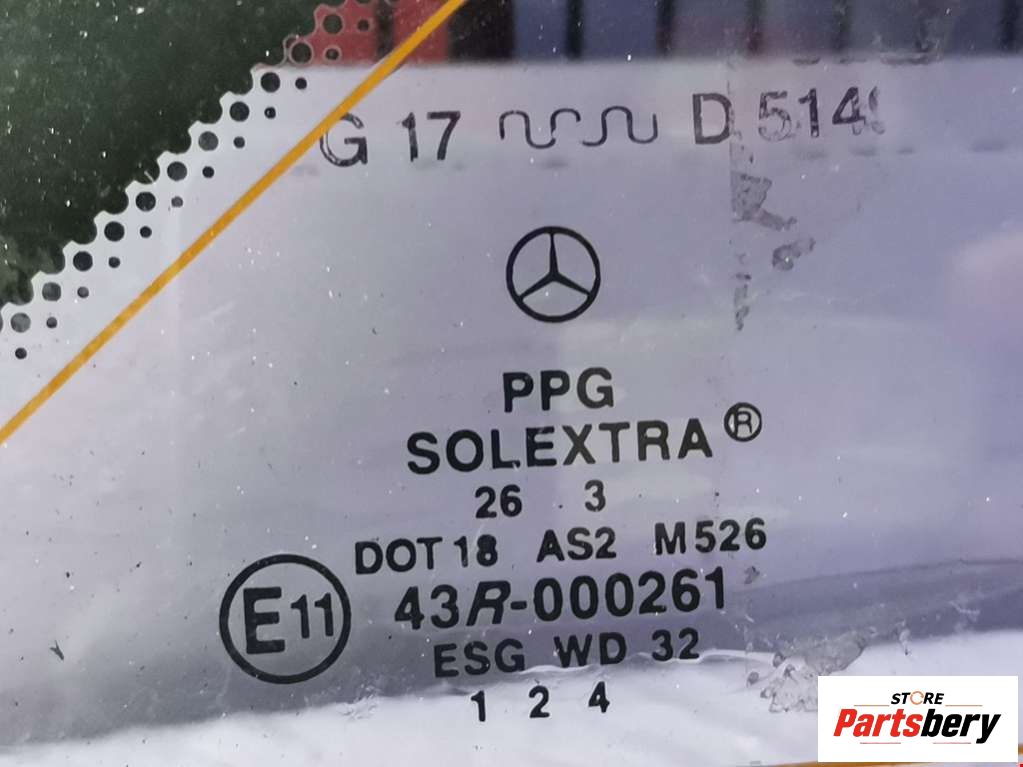 G 17 D 514
PPG
SOLEXTRA®
26 3
DOT 18 AS2 M526
E11 43R-000261
ESG WD 32
1 2 4
STORE
Partsbery